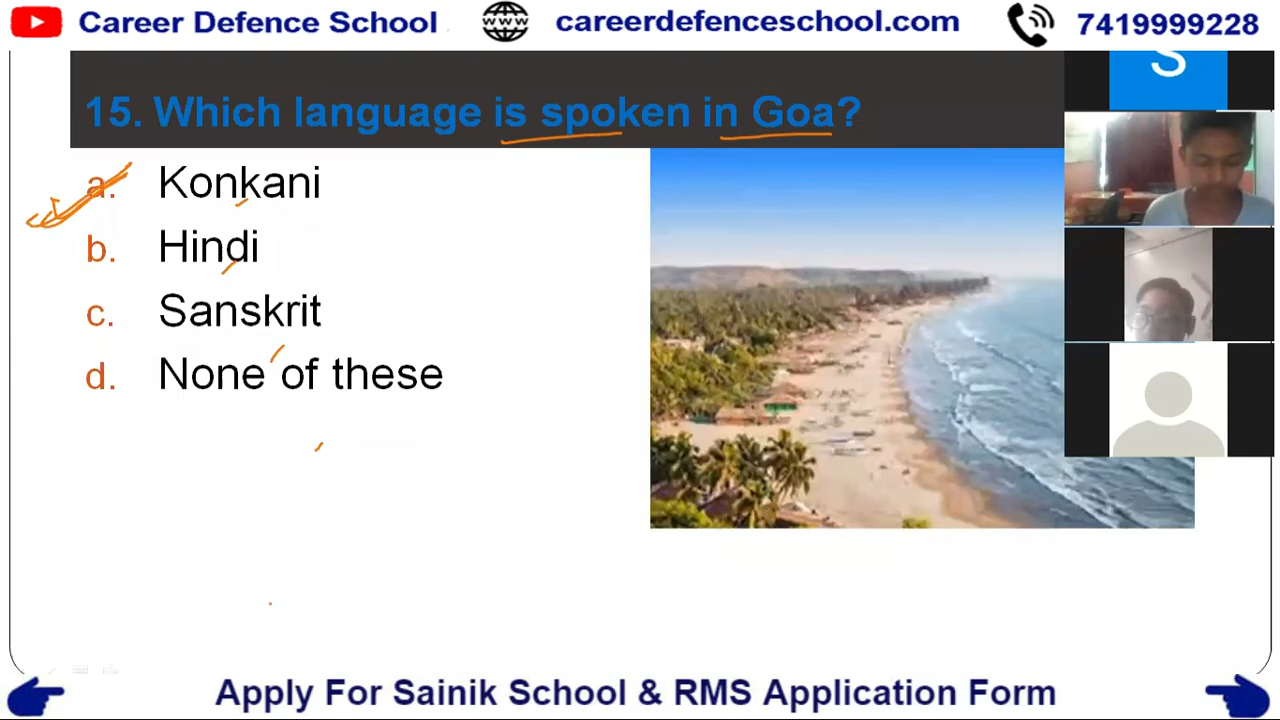 Career Defence School careerdefenceschool.com 7419999228
S
15. Which language is spoken in Goa?
a. Konkani
b. Hindi
c. Sanskrit
d. None of these
Apply For Sainik School & RMS Application Form